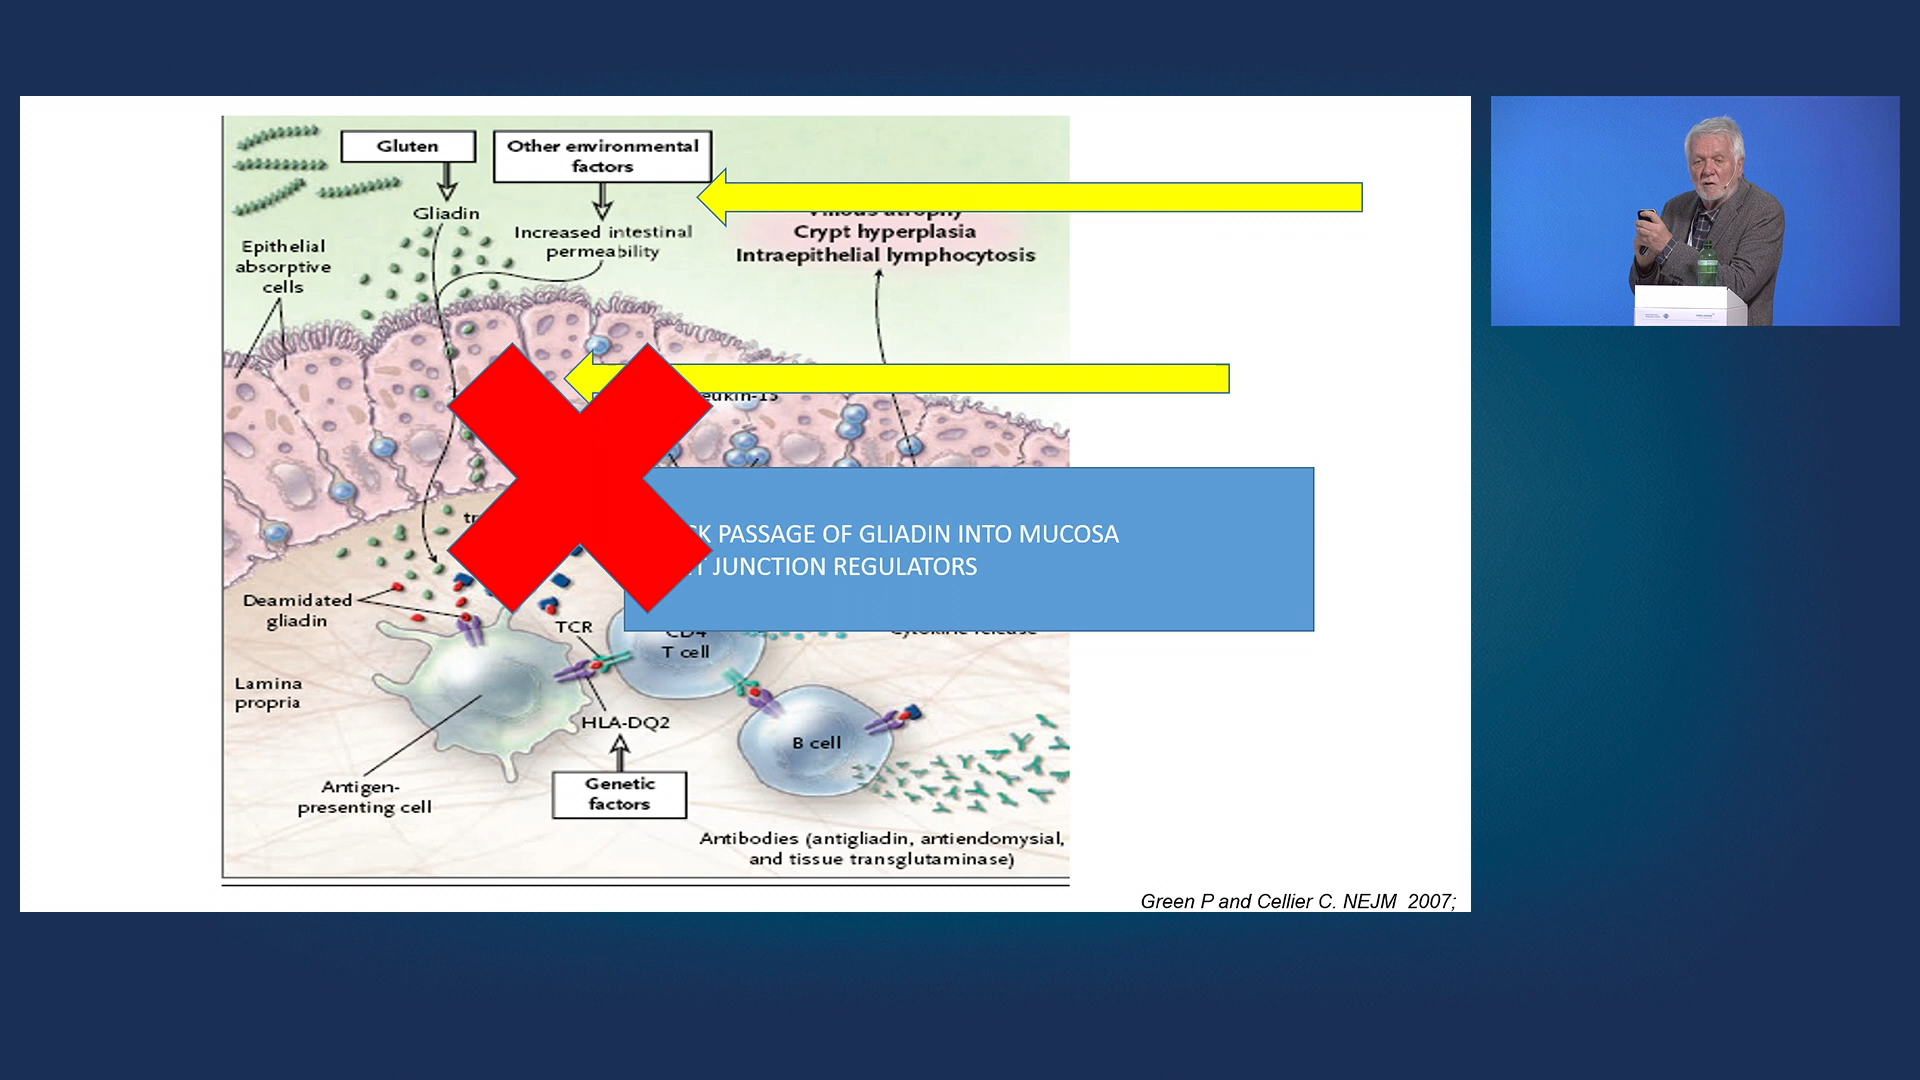 Gluten
Other environmental
factors
Gliadin
Increased intestinal
permeability
Epithelial
absorptive
cells
Villous atrophy
Crypt hyperplasia
Intraepithelial lymphocytosis
PASSAGE OF GLIADIN INTO MUCOSA
JUNCTION REGULATORS
Deamidated
gliadin
TCR
CD4
T cell
Cytokine release
Lamina
propria
HLA-DQ2
B cell
Antigen-
presenting cell
Genetic
factors
Antibodies (antigliadin, antiendomysial,
and tissue transglutaminase)
Green P and Cellier C. NEJM 2007;